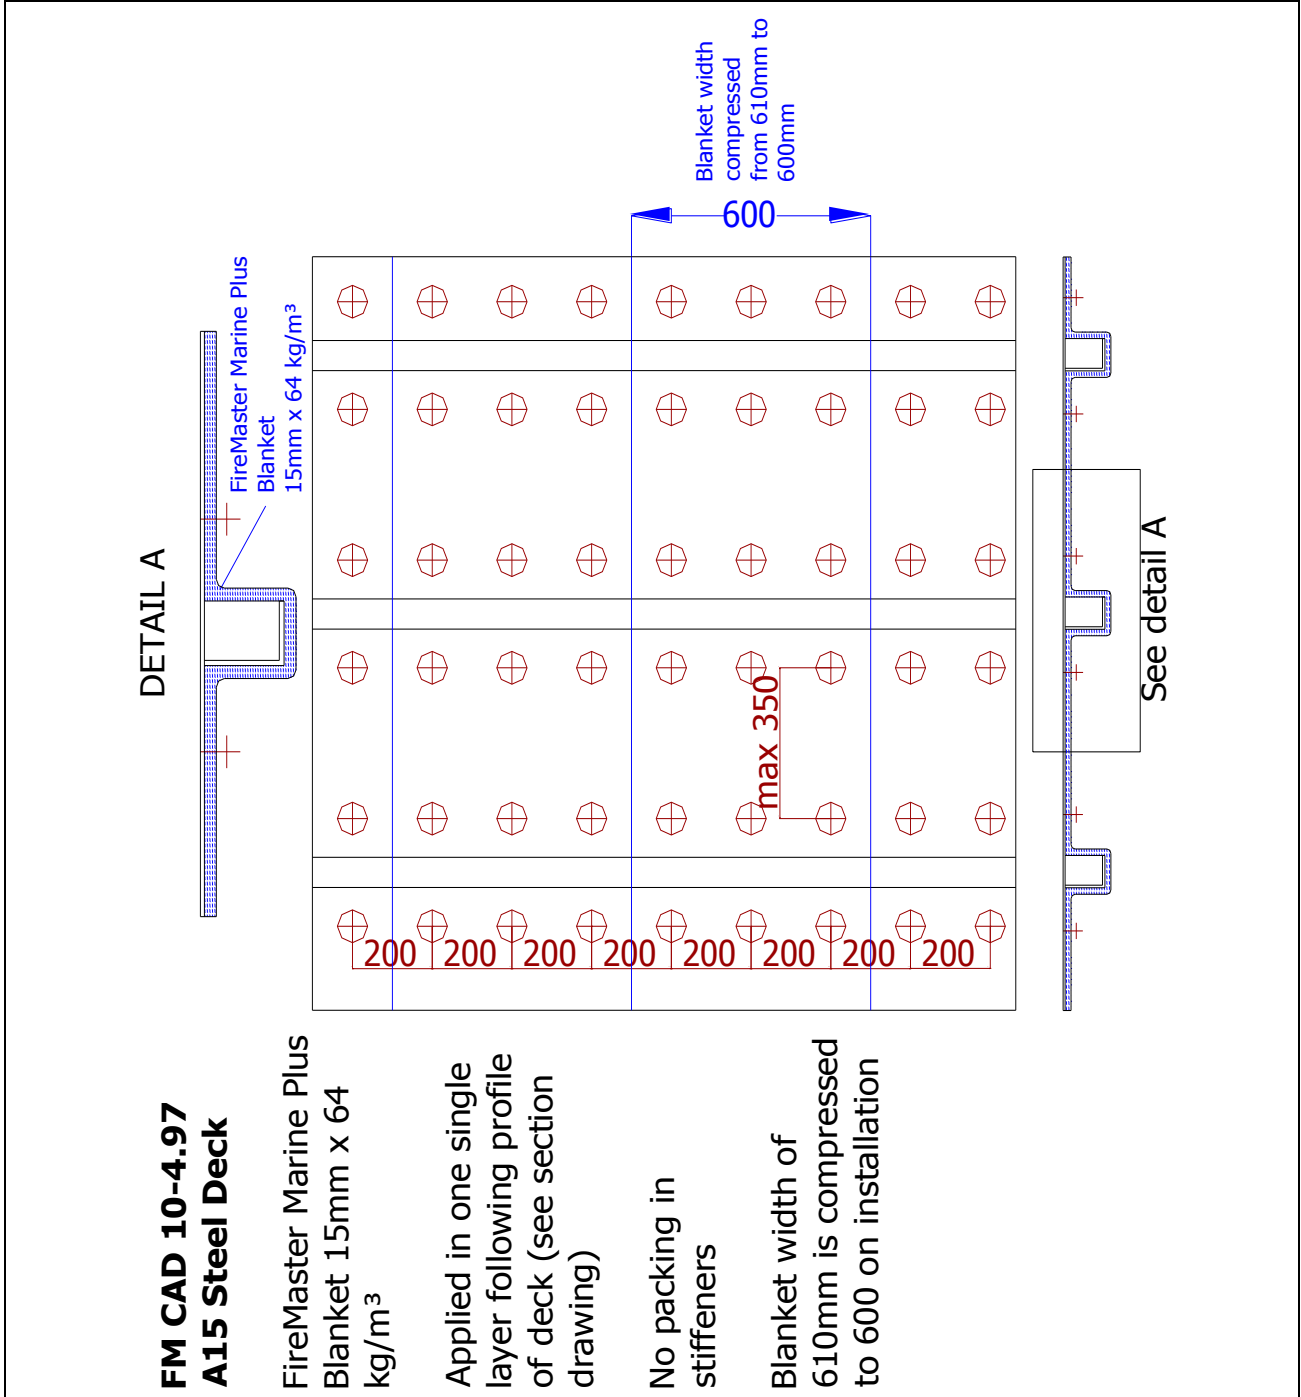 FM CAD 10-4.97
A15 Steel Deck
FireMaster Marine Plus
Blanket 15mm x 64
kg/m³
Applied in one single
layer following profile
of deck (see section
drawing)
No packing in
stiffeners
Blanket width of
610mm is compressed
to 600 on installation
DETAIL A
FireMaster Marine Plus
Blanket
15mm x 64 kg/m³
Blanket width
compressed
from 610mm to
600mm
600
max 350
200
200
200
200
200
200
200
200
See detail A